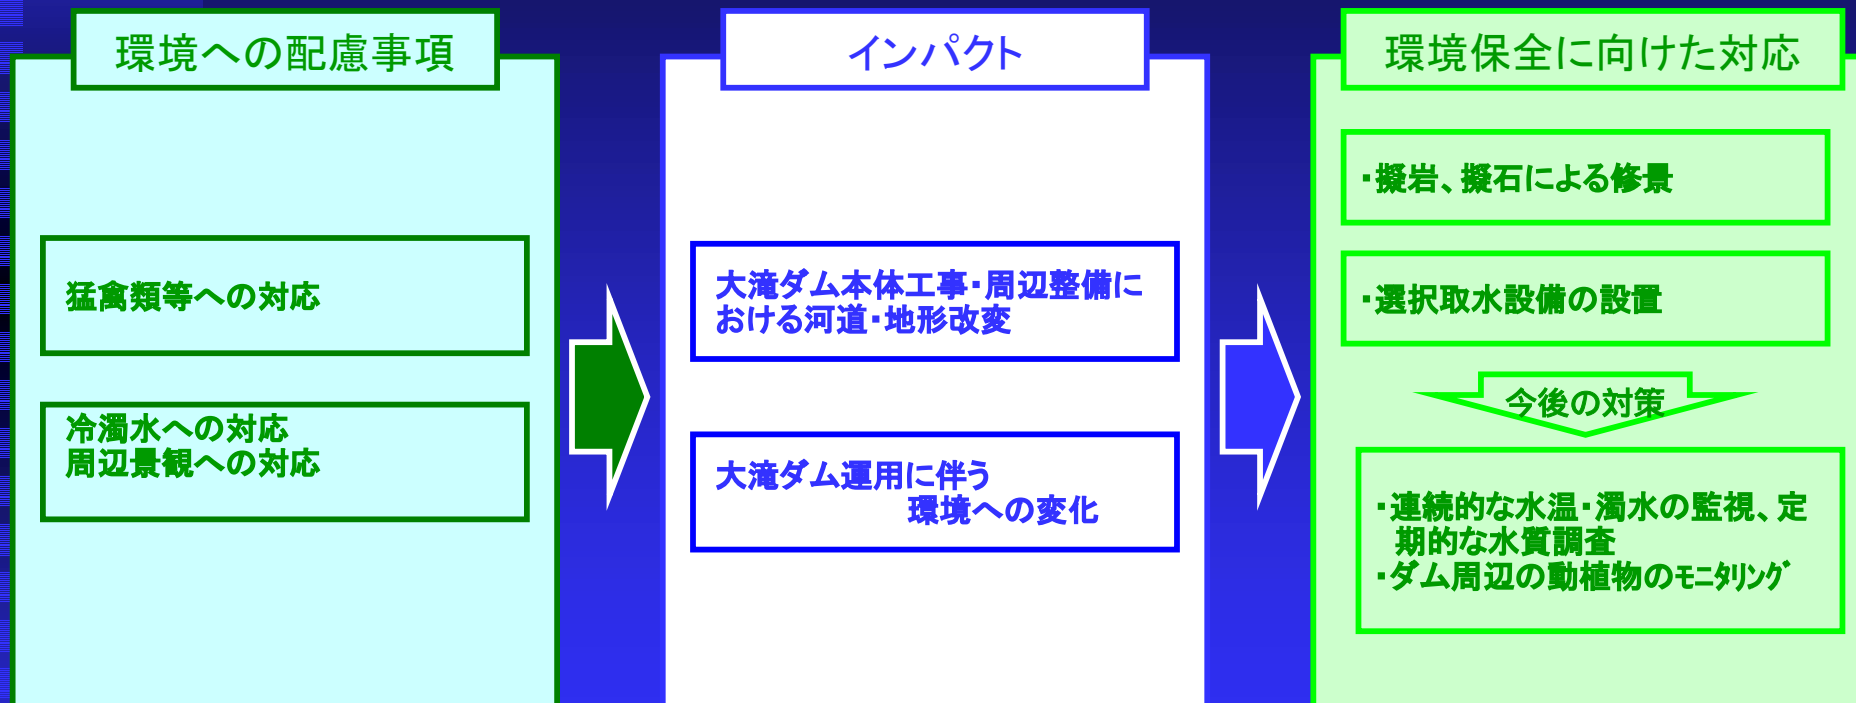 環境への配慮事項
猛禽類等への対応
冷濁水への対応
周辺景観への対応
インパクト
大滝ダム本体工事・周辺整備に
おける河道・地形改変
大滝ダム運用に伴う
環境への変化
環境保全に向けた対応
・擬岩、擬石による修景
・選択取水設備の設置
今後の対策
・連続的な水温・濁水の監視、定
期的な水質調査
・ダム周辺の動植物のﾓﾆﾀﾘﾝｸﾞ